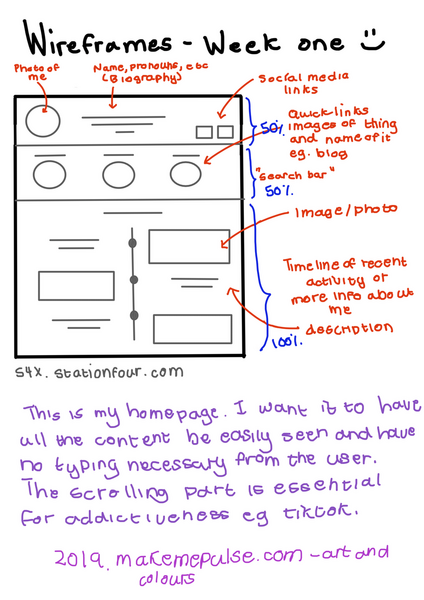 Wireframes - Week one
Photo of
me
Name, pronouns, etc
(Biography)
Social media
links
50%
Quick links
images of thing
and name of it
eg. blog
"search bar"
50%
Image/photo
Timeline of recent
activity or
more info about
me
description
100%
S4X. stationfour.com
This is my homepage. I want it to have
all the content be easily seen and have
no typing necessary from the user.
The scrolling part is essential
for addictiveness eg tiktok.
2019. makemepulse.com - art and
colours